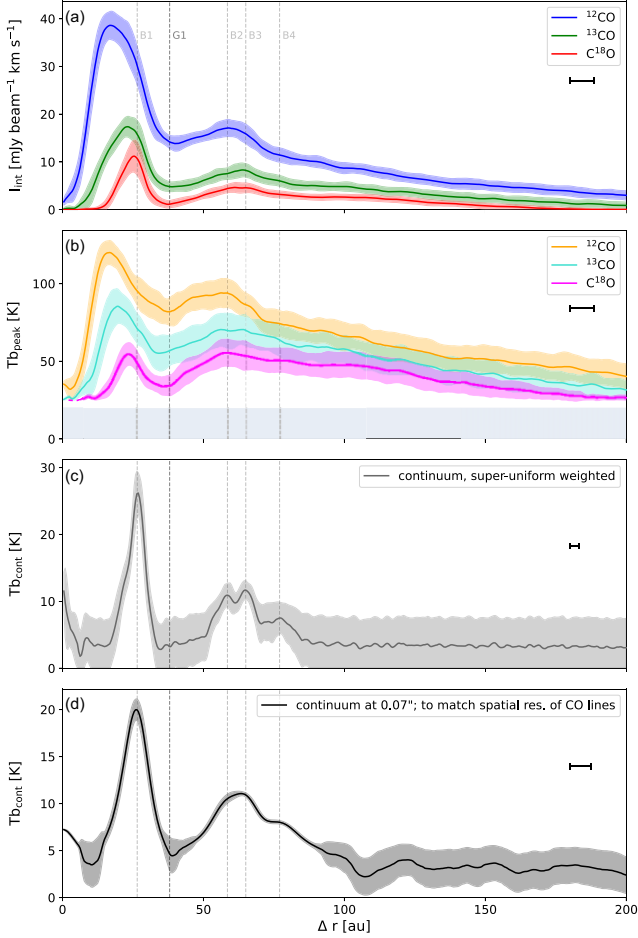 (a)
B1
G1
B2
B3
B4
¹²CO
¹³CO
C¹⁸O
40
30
20
10
0
I_int [mJy beam⁻¹ km s⁻¹]
(b)
¹²CO
¹³CO
C¹⁸O
100
50
0
Tb_peak [K]
(c)
continuum, super-uniform weighted
30
20
10
0
Tb_cont [K]
(d)
continuum at 0.07"; to match spatial res. of CO lines
20
15
10
5
0
Tb_cont [K]
0 50 100 150 200
Δ r [au]